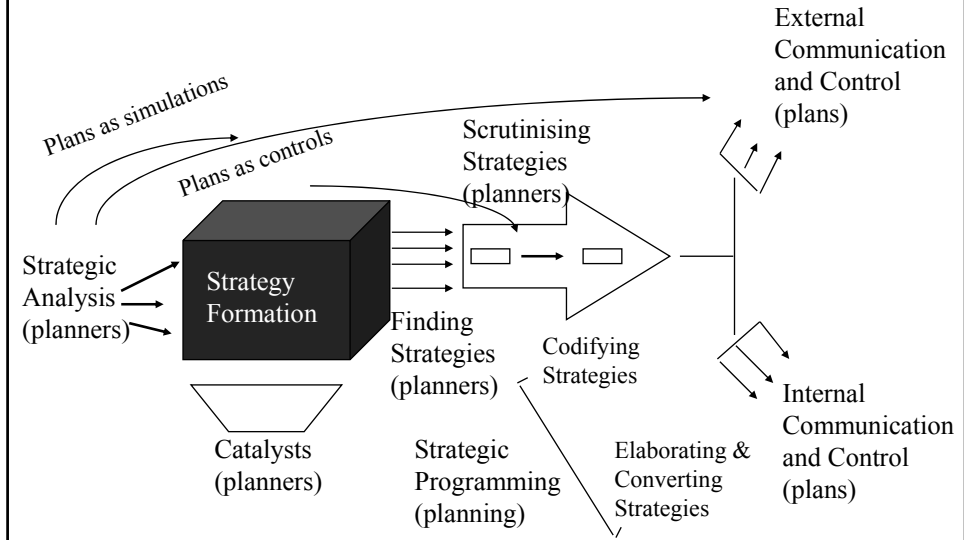 External
Communication
and Control
(plans)
Plans as simulations
Plans as controls
Scrutinising
Strategies
(planners)
Strategic
Analysis
(planners)
Strategy
Formation
Finding
Strategies
(planners)
Codifying
Strategies
Internal
Communication
and Control
(plans)
Catalysts
(planners)
Strategic
Programming
(planning)
Elaborating &
Converting
Strategies